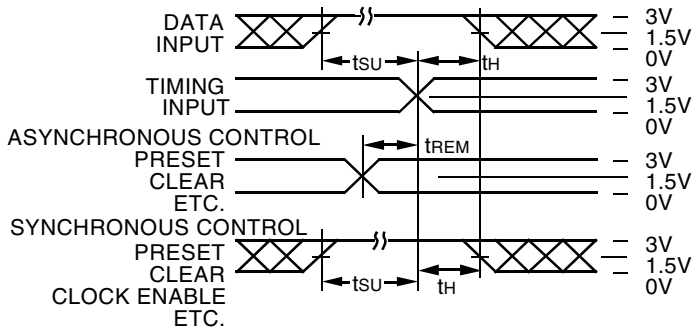 DATA
INPUT
3V
1.5V
0V
tSU
tH
TIMING
INPUT
3V
1.5V
0V
ASYNCHRONOUS CONTROL
PRESET
CLEAR
ETC.
tREM
3V
1.5V
0V
SYNCHRONOUS CONTROL
PRESET
CLEAR
CLOCK ENABLE
ETC.
tSU
tH
3V
1.5V
0V